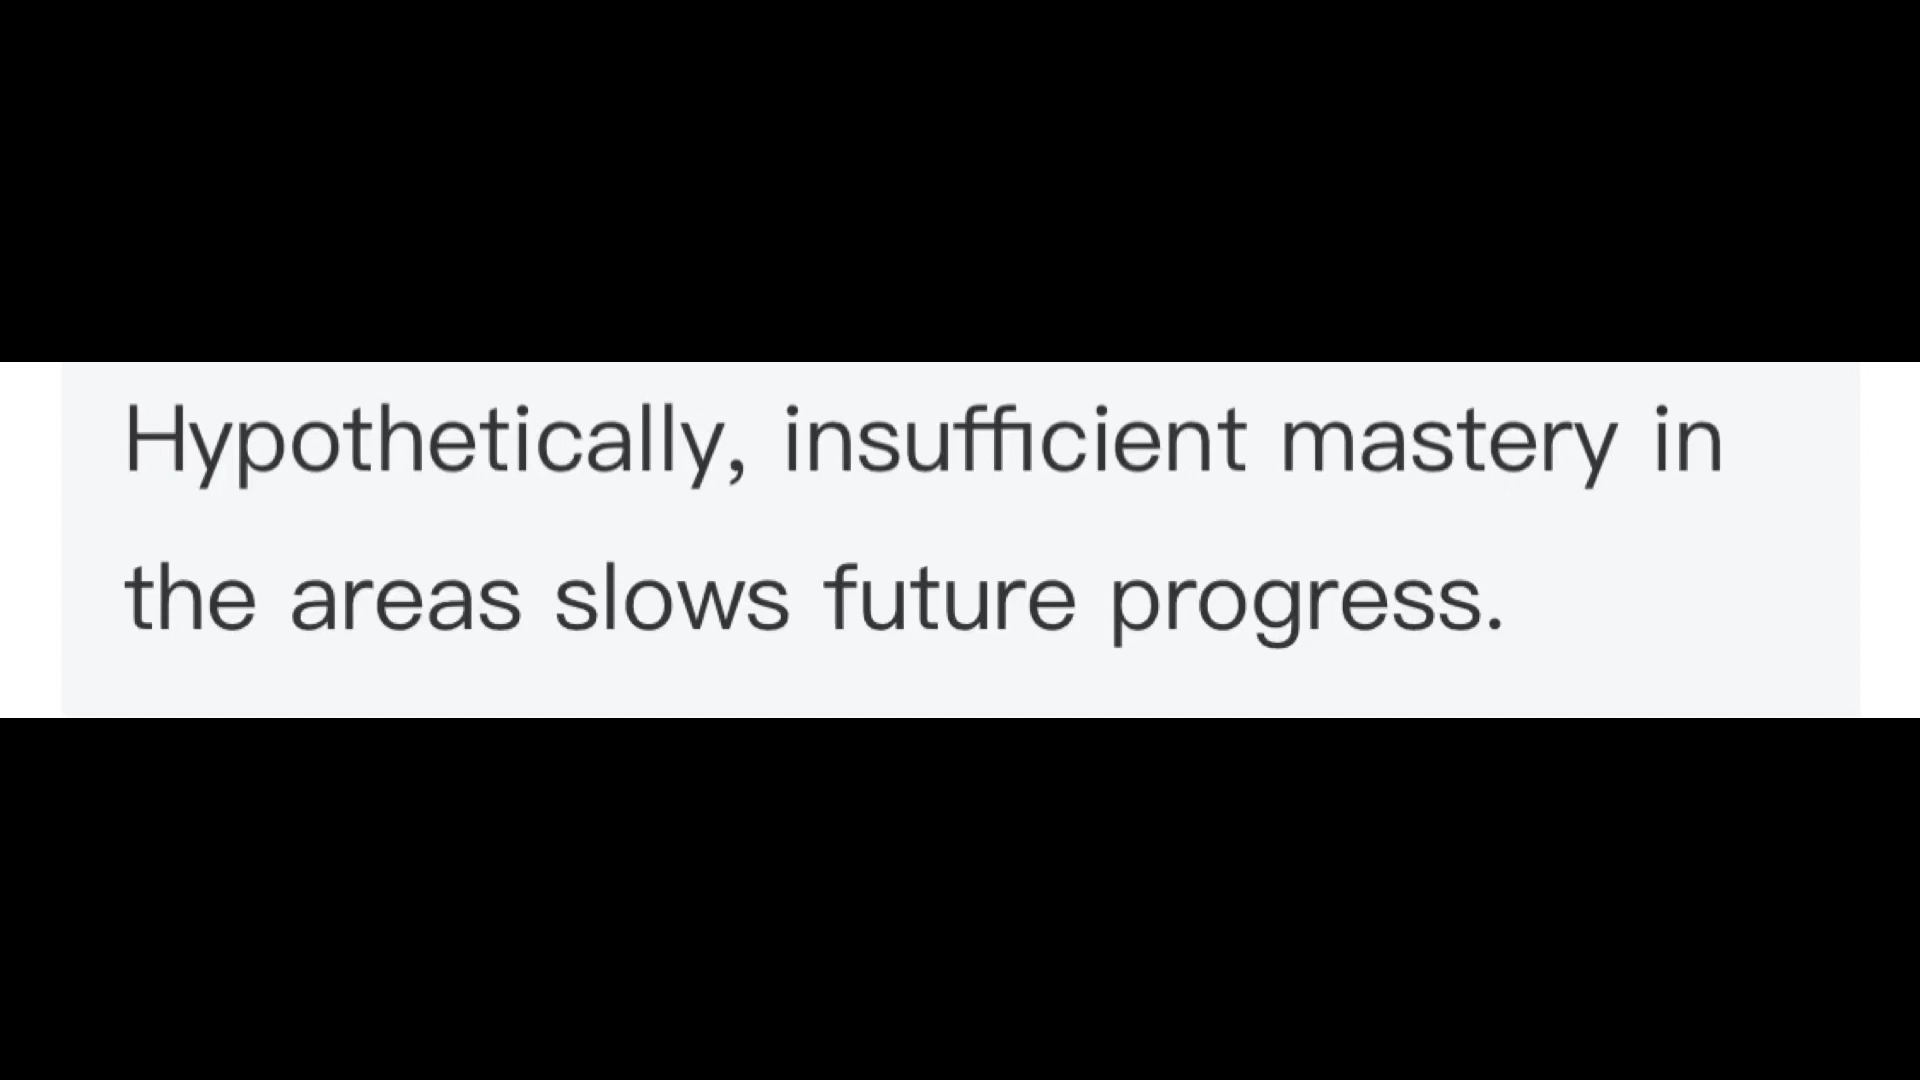 Hypothetically, insufficient mastery in
the areas slows future progress.